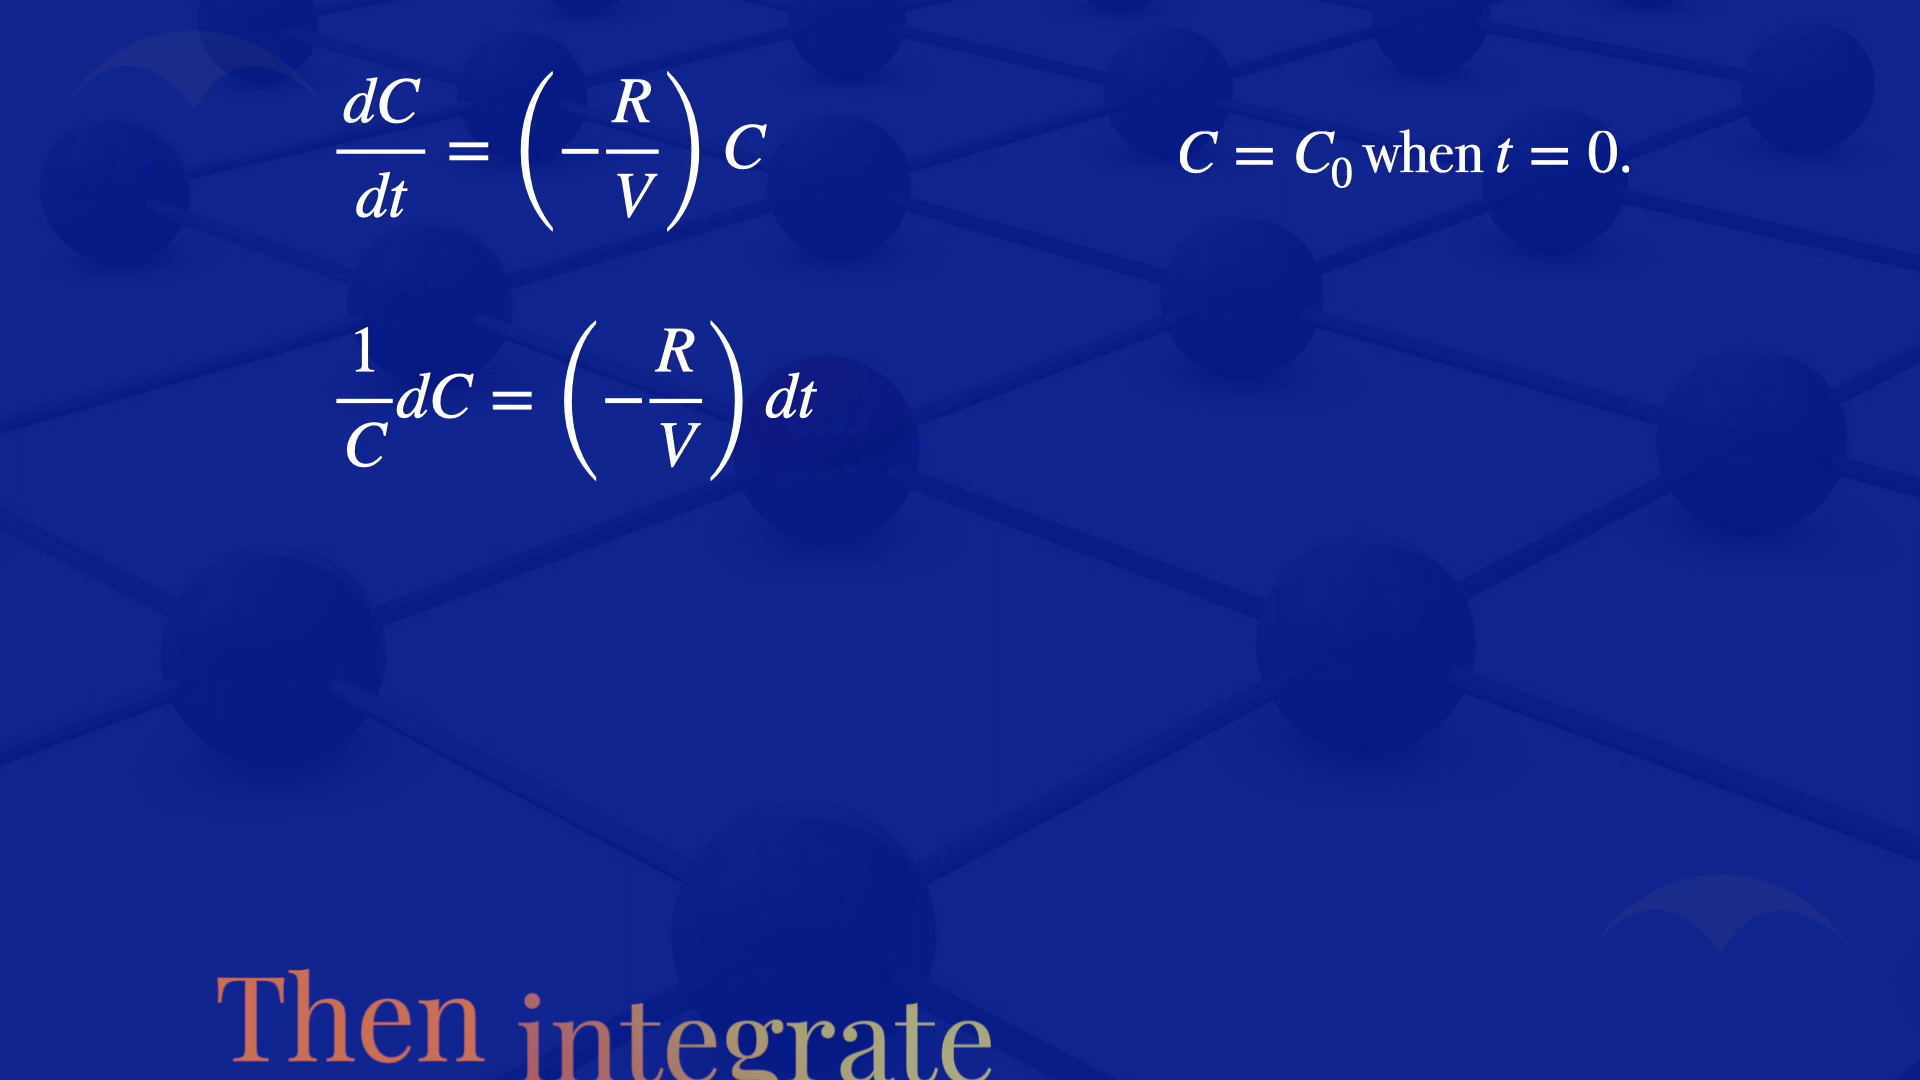 dC/dt = (−R/V) C
C = C₀ when t = 0.
1/C dC = (−R/V) dt
Then integrate